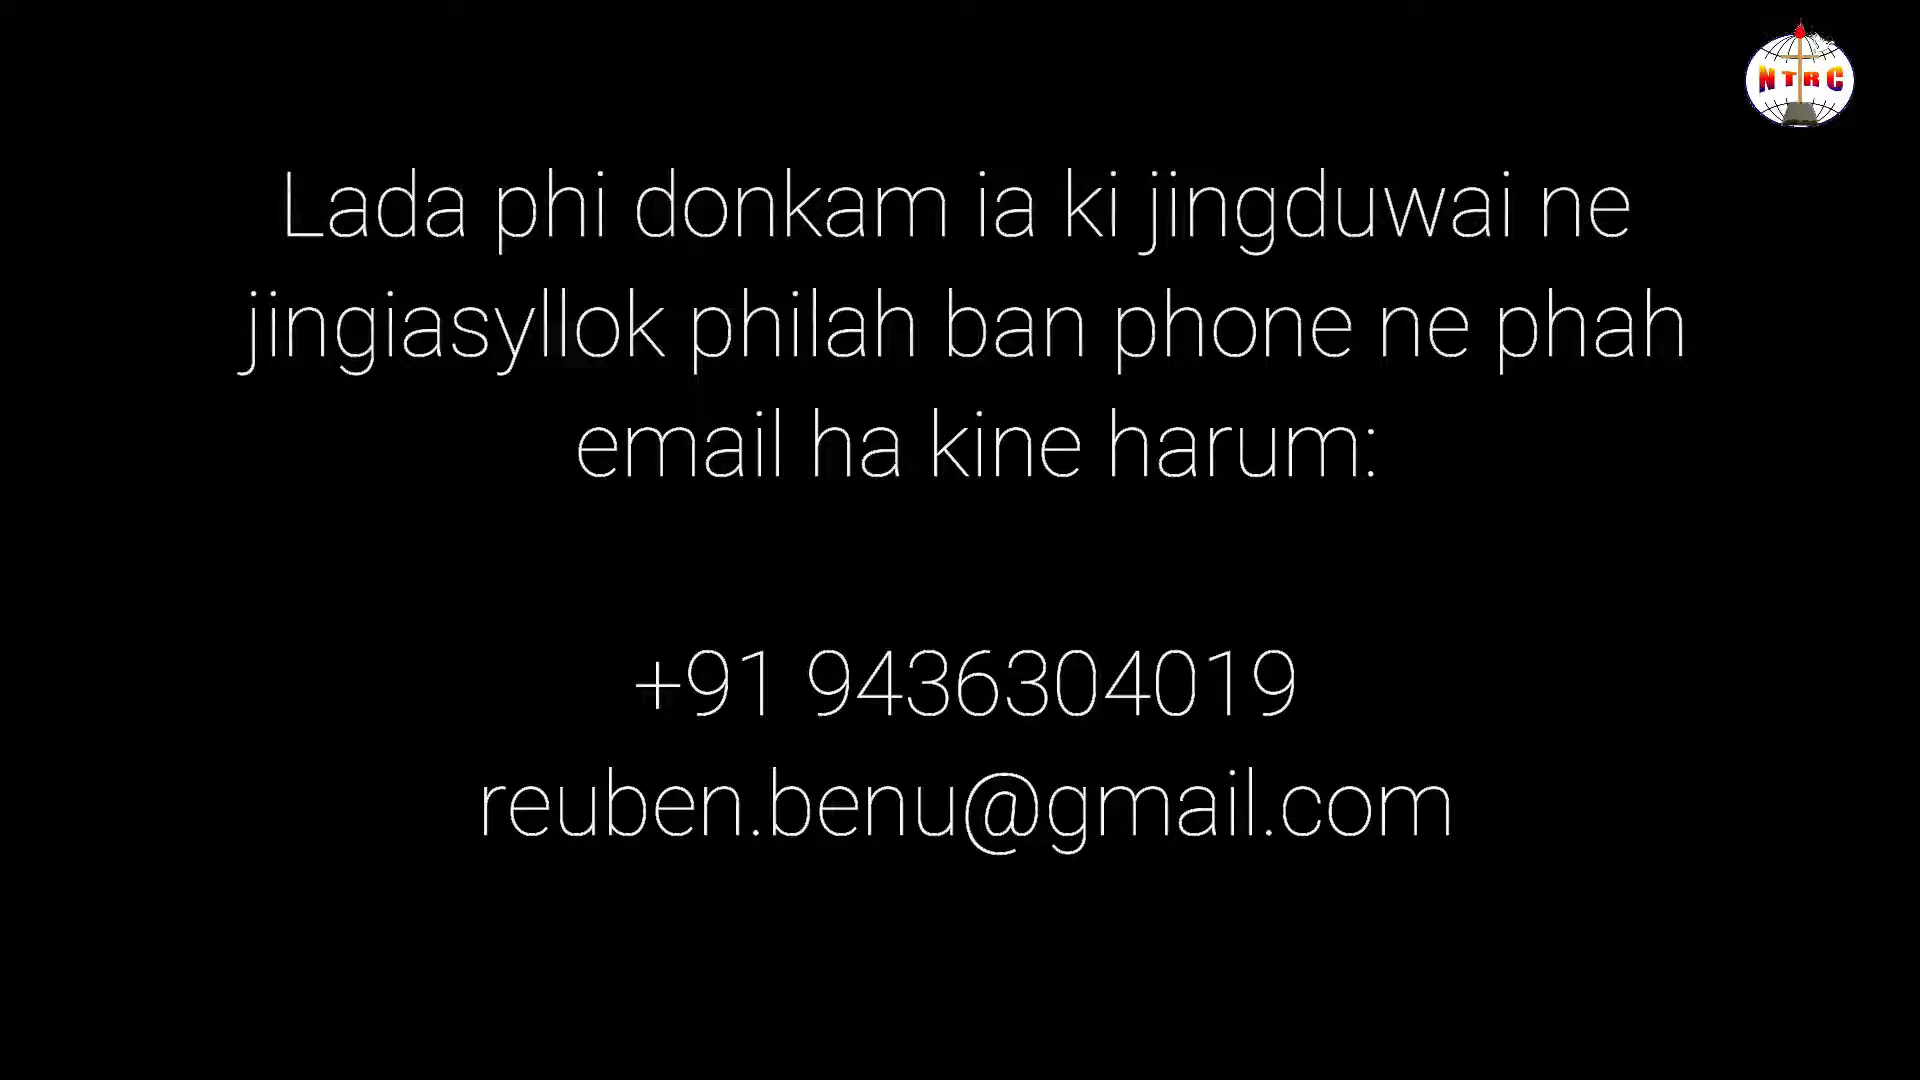 NTRC
Lada phi donkam ia ki jingduwai ne
jingiasyllok philah ban phone ne phah
email ha kine harum:
+91 9436304019
reuben.benu@gmail.com